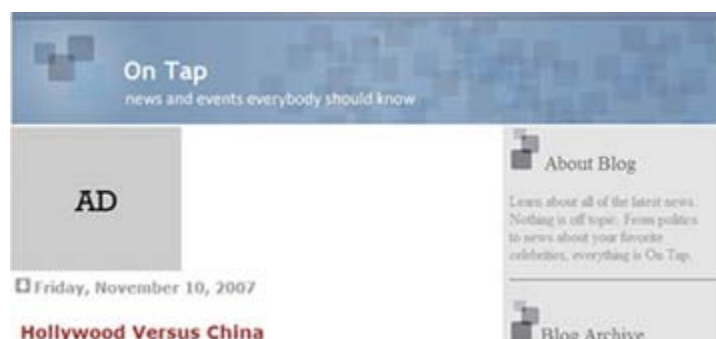 On Tap
news and events everybody should know
AD
Friday, November 10, 2007
Hollywood Versus China
About Blog
Learn about all of the latest news.
Nothing is off topic. From politics
to news about your favorite
celebrities, everything is On Tap.
Blog Archive